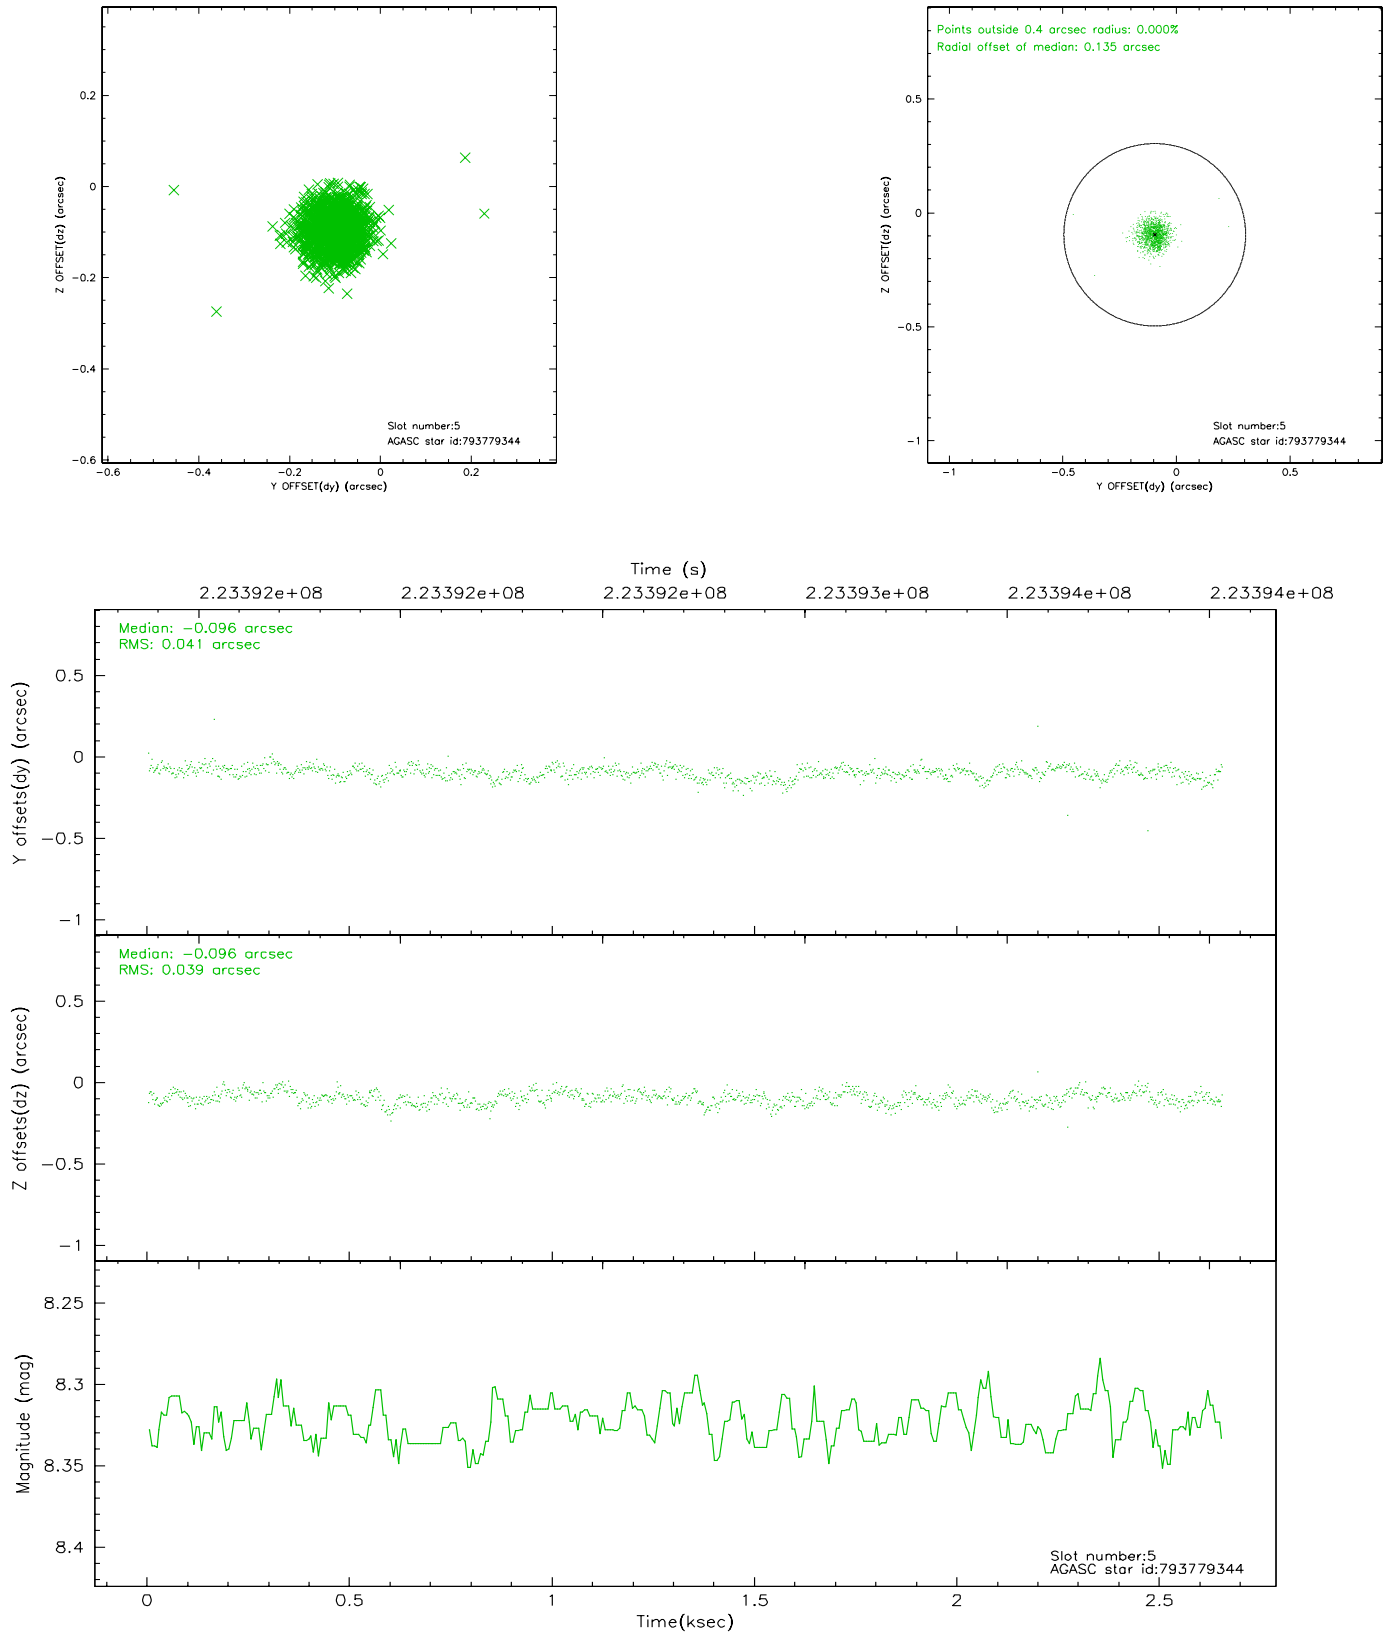 0.2
0
−0.2
−0.4
−0.6
Z OFFSET(dz) (arcsec)
−0.6 −0.4 −0.2 0 0.2
Y OFFSET(dy) (arcsec)
Slot number:5
AGASC star id:793779344
Points outside 0.4 arcsec radius: 0.000%
Radial offset of median: 0.135 arcsec
0.5
0
−0.5
−1
Z OFFSET(dz) (arcsec)
−1 −0.5 0 0.5
Y OFFSET(dy) (arcsec)
Slot number:5
AGASC star id:793779344
Time (s)
2.23392e+08 2.23392e+08 2.23392e+08 2.23393e+08 2.23394e+08 2.23394e+08
Median: −0.096 arcsec
RMS: 0.041 arcsec
0.5
0
−0.5
−1
Y offsets(dy) (arcsec)
Median: −0.096 arcsec
RMS: 0.039 arcsec
0.5
0
−0.5
−1
Z offsets(dz) (arcsec)
8.25
8.3
8.35
8.4
Magnitude (mag)
Slot number:5
AGASC star id:793779344
0 0.5 1 1.5 2 2.5
Time(ksec)